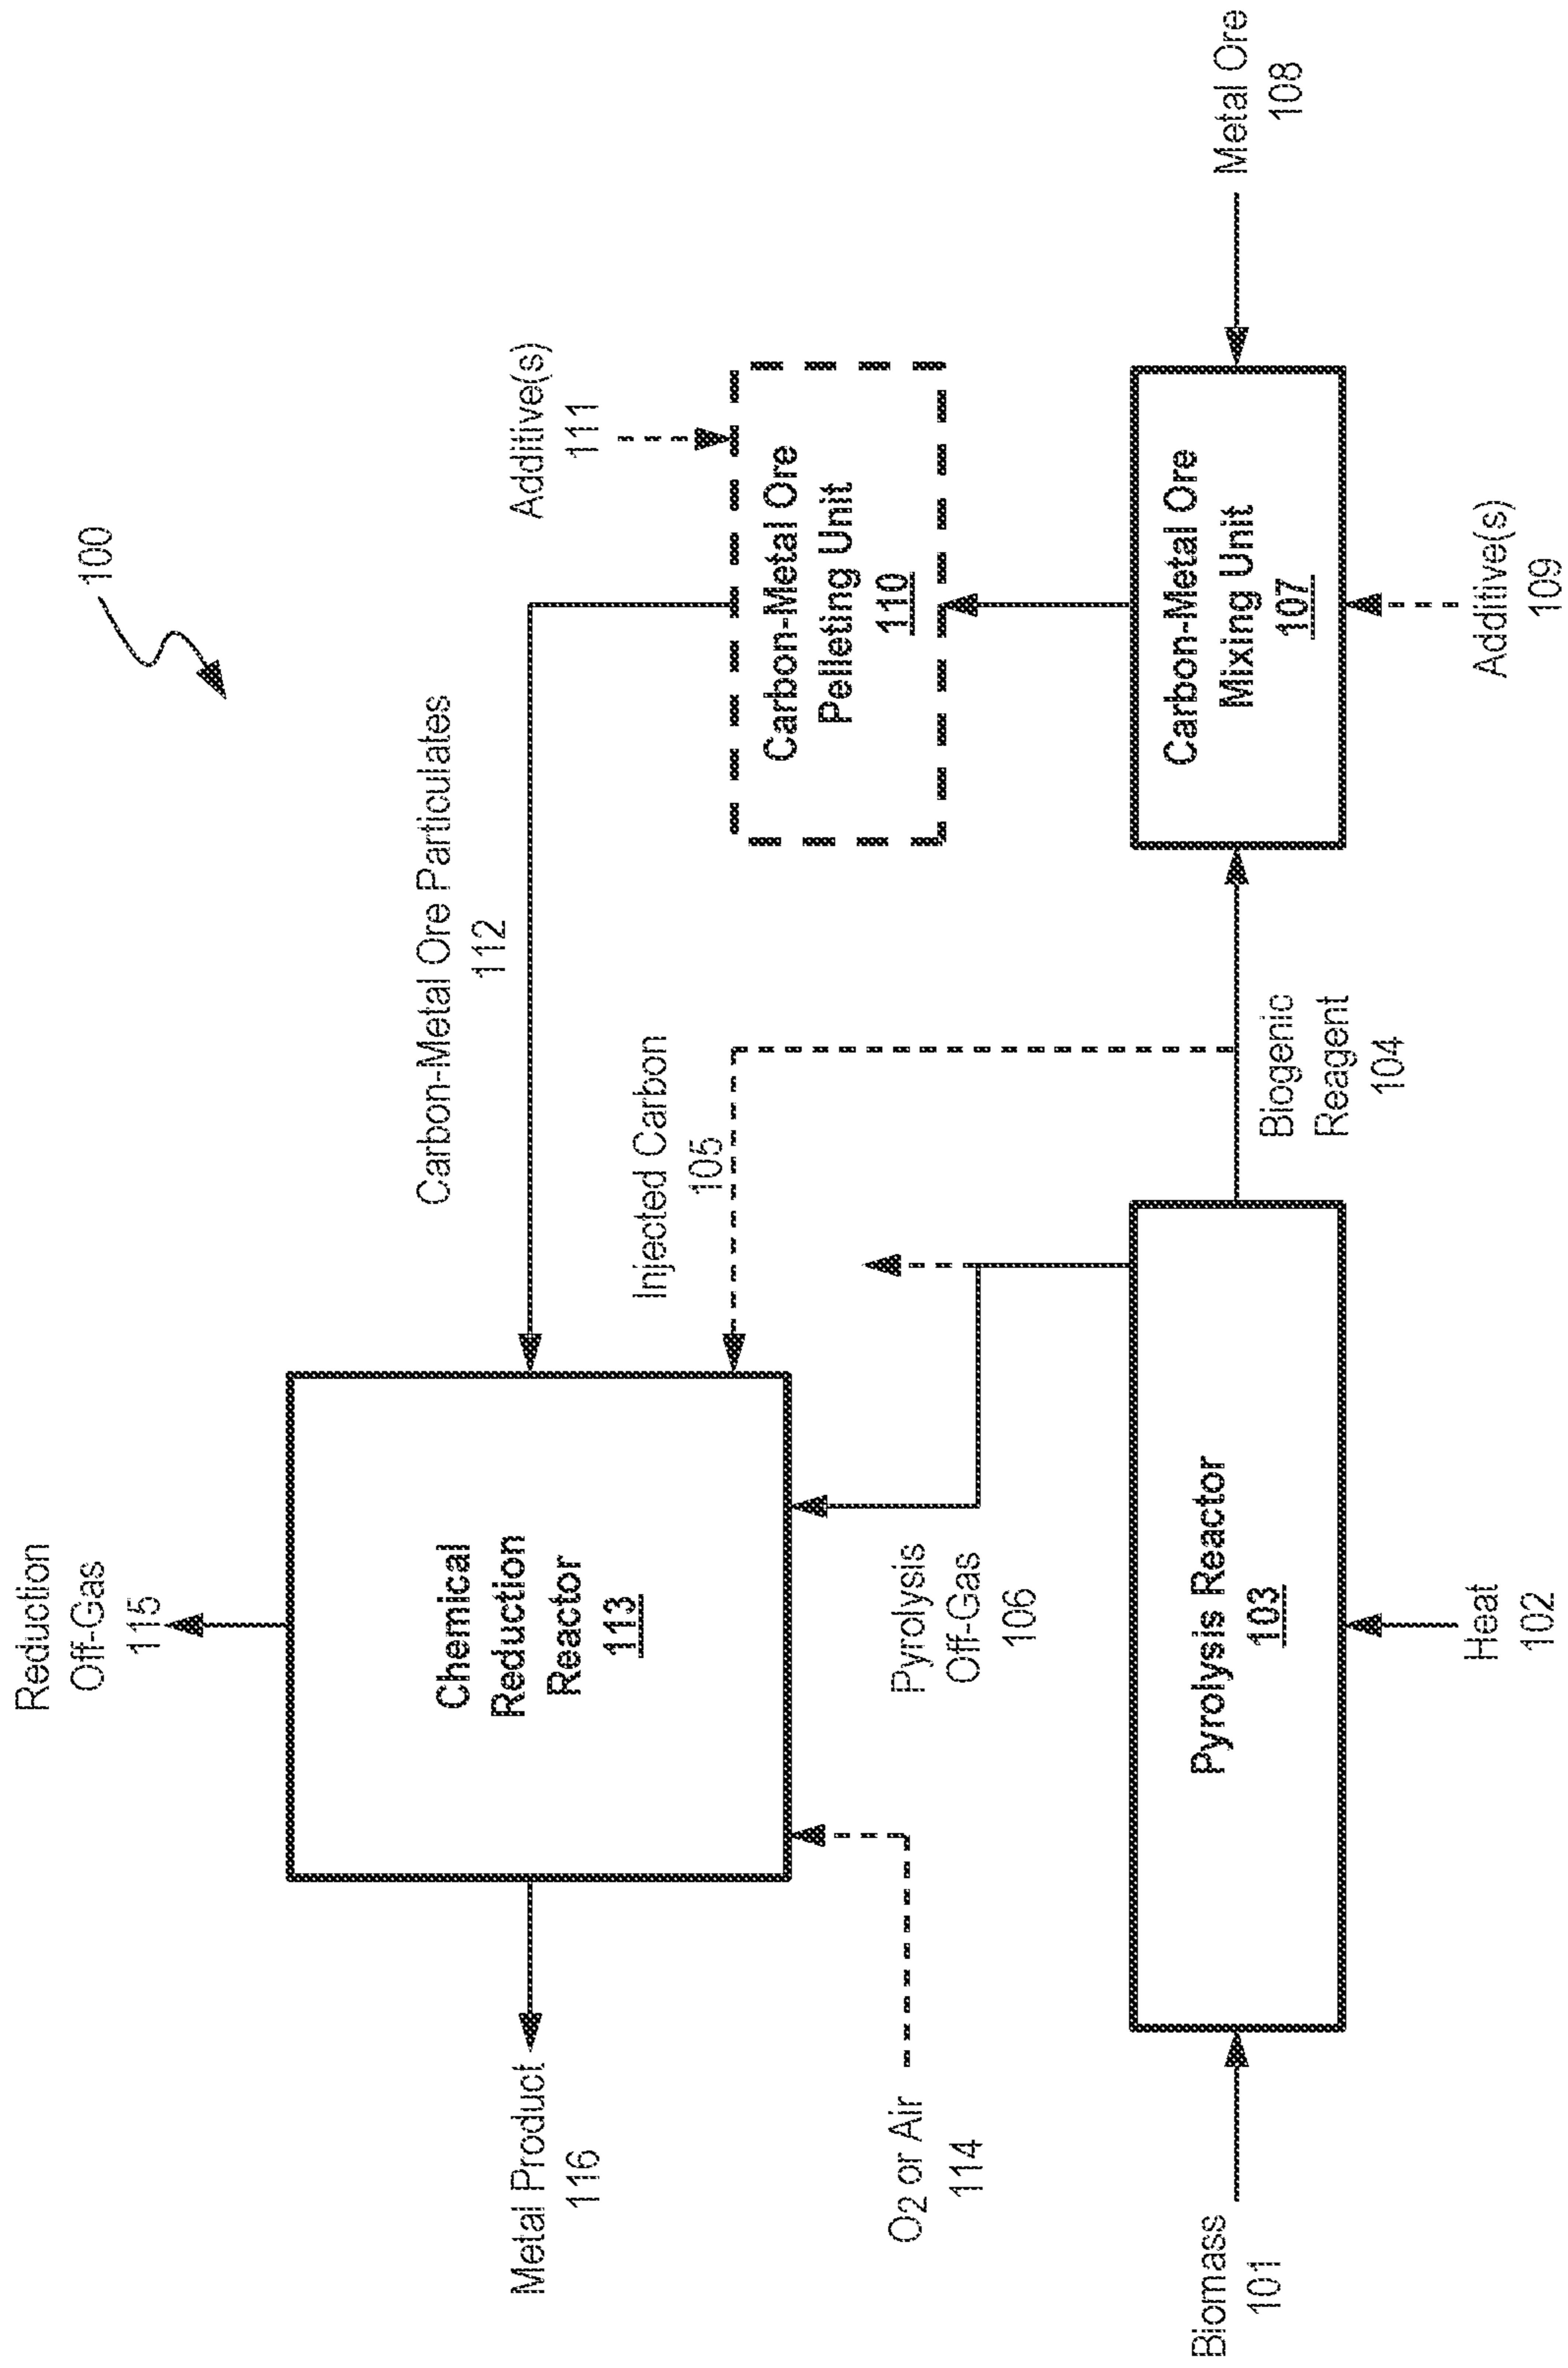 100
Reduction
Off-Gas
115
Carbon-Metal Ore Particulates
112
Additive(s)
111
Metal Product
116
Chemical
Reduction
Reactor
113
Injected Carbon
105
Carbon-Metal Ore
Pelleting Unit
110
O2 or Air
114
Pyrolysis
Off-Gas
106
Biomass
101
Pyrolysis Reactor
103
Biogenic
Reagent
104
Carbon-Metal Ore
Mixing Unit
107
Metal Ore
108
Heat
102
Additive(s)
109